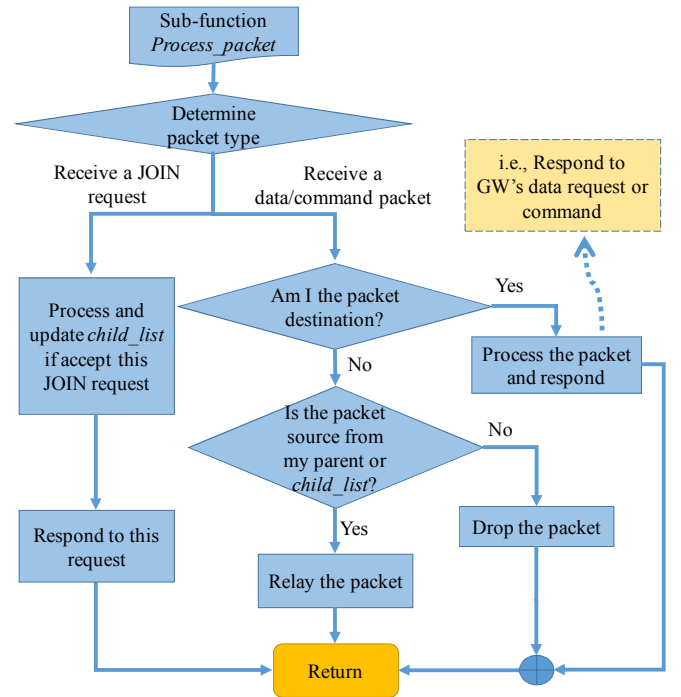 Sub-function
Process_packet
Determine
packet type
Receive a JOIN
request
Receive a
data/command packet
i.e., Respond to
GW's data request or
command
Process and
update child_list
if accept this
JOIN request
Am I the packet
destination?
Yes
Process the packet
and respond
No
Is the packet
source from
my parent or
child_list?
No
Yes
Drop the packet
Respond to this
request
Relay the packet
Return